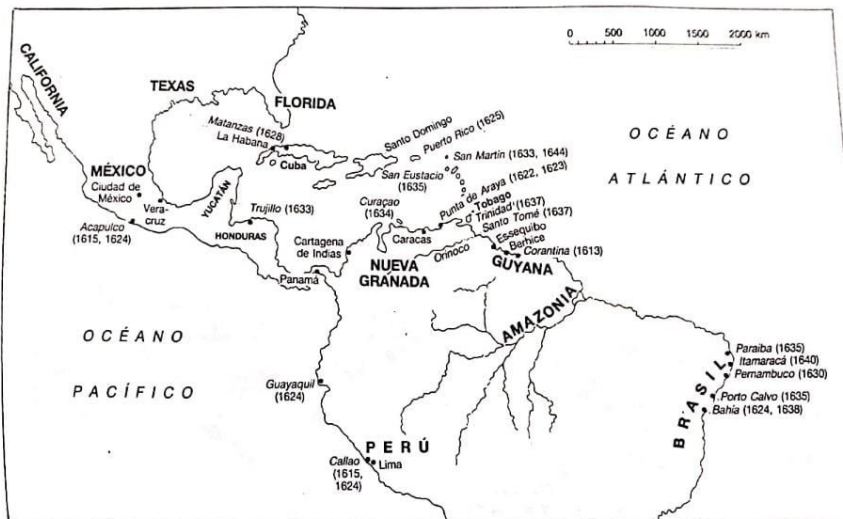 0 500 1000 1500 2000 km
CALIFORNIA
TEXAS
FLORIDA
Matanzas (1628)
La Habana
Cuba
Santo Domingo
Puerto Rico (1625)
San Martín (1633, 1644)
San Eustacio
(1635)
OCÉANO
ATLÁNTICO
MÉXICO
Ciudad de
México
Vera-
cruz
YUCATÁN
Acapulco
(1615, 1624)
Trujillo (1633)
HONDURAS
Curaçao
(1634)
Punta de Araya (1622, 1623)
Tobago
Trinidad (1637)
Santo Tomé (1637)
Essequibo
Berbice
Corantina (1613)
Caracas
Orinoco
Cartagena
de Indias
Panamá
NUEVA
GRANADA
GUYANA
AMAZONIA
OCÉANO
PACÍFICO
Guayaquil
(1624)
PERÚ
Callao
(1615,
1624)
Lima
BRASIL
Paraiba (1635)
Itamaracá (1640)
Pernambuco (1630)
Porto Calvo (1635)
Bahía (1624, 1638)